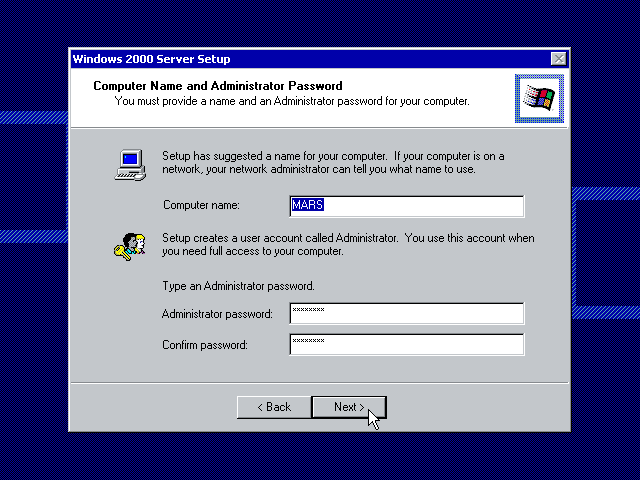 Windows 2000 Server Setup
Computer Name and Administrator Password
You must provide a name and an Administrator password for your computer.
Setup has suggested a name for your computer.  If your computer is on a
network, your network administrator can tell you what name to use.
Computer name:
MARS
Setup creates a user account called Administrator.  You use this account when
you need full access to your computer.
Type an Administrator password.
Administrator password:
xxxxxxxx
Confirm password:
xxxxxxxx
< Back
Next >